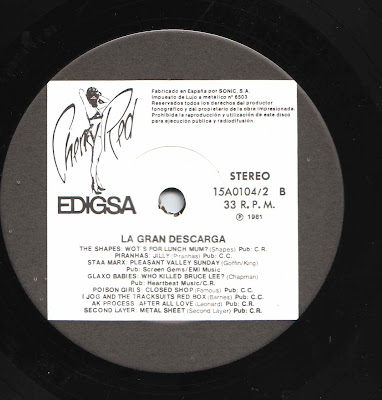 Cherry Red
EDIGSA
Fabricado en España por SONIC, S.A.
Impuesto de Lujo a metálico nº 6503
Reservados todos los derechos del productor
fonográfico y del propietario de la obra impresionada.
Prohibida la reproducción y utilización de este disco
para ejecución pública y radiodifusión.
STEREO
15A0104/2 B
33 R.P.M.
℗ 1981
LA GRAN DESCARGA
THE SHAPES: WOT'S FOR LUNCH MUM? (Shapes) Pub: C.R.
PIRANHAS: JILLY (Piranhas) Pub: C.C.
STAA MARX: PLEASANT VALLEY SUNDAY (Goffin/King)
Pub: Screen Gems/EMI Music
GLAXO BABIES: WHO KILLED BRUCE LEE? (Chapman)
Pub: Heartbeat Music/C.R.
POISON GIRLS: CLOSED SHOP (Famous) Pub: C.C.
I JOG AND THE TRACKSUITS RED BOX (Barnes) Pub: C.C.
AK PROCESS: AFTER ALL LOVE (Leonard) Pub: C.R.
SECOND LAYER: METAL SHEET (Second Layer) Pub: C.R.